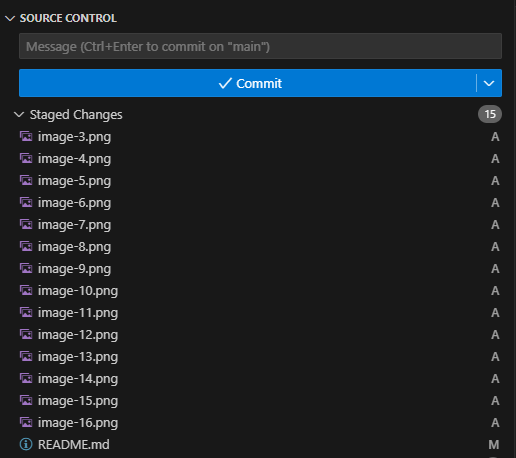 SOURCE CONTROL
Message (Ctrl+Enter to commit on "main")
Commit
Staged Changes 15
image-3.png A
image-4.png A
image-5.png A
image-6.png A
image-7.png A
image-8.png A
image-9.png A
image-10.png A
image-11.png A
image-12.png A
image-13.png A
image-14.png A
image-15.png A
image-16.png A
README.md M